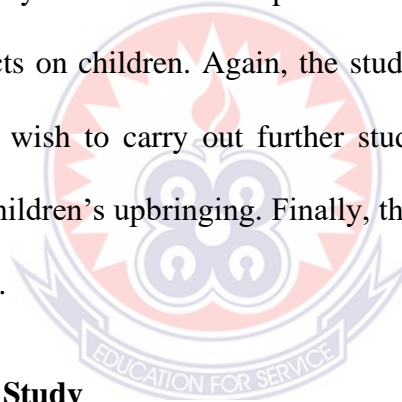 cts on children. Again, the stud
wish to carry out further stud
hildren's upbringing. Finally, th
.
EDUCATION FOR SERVICE
Study